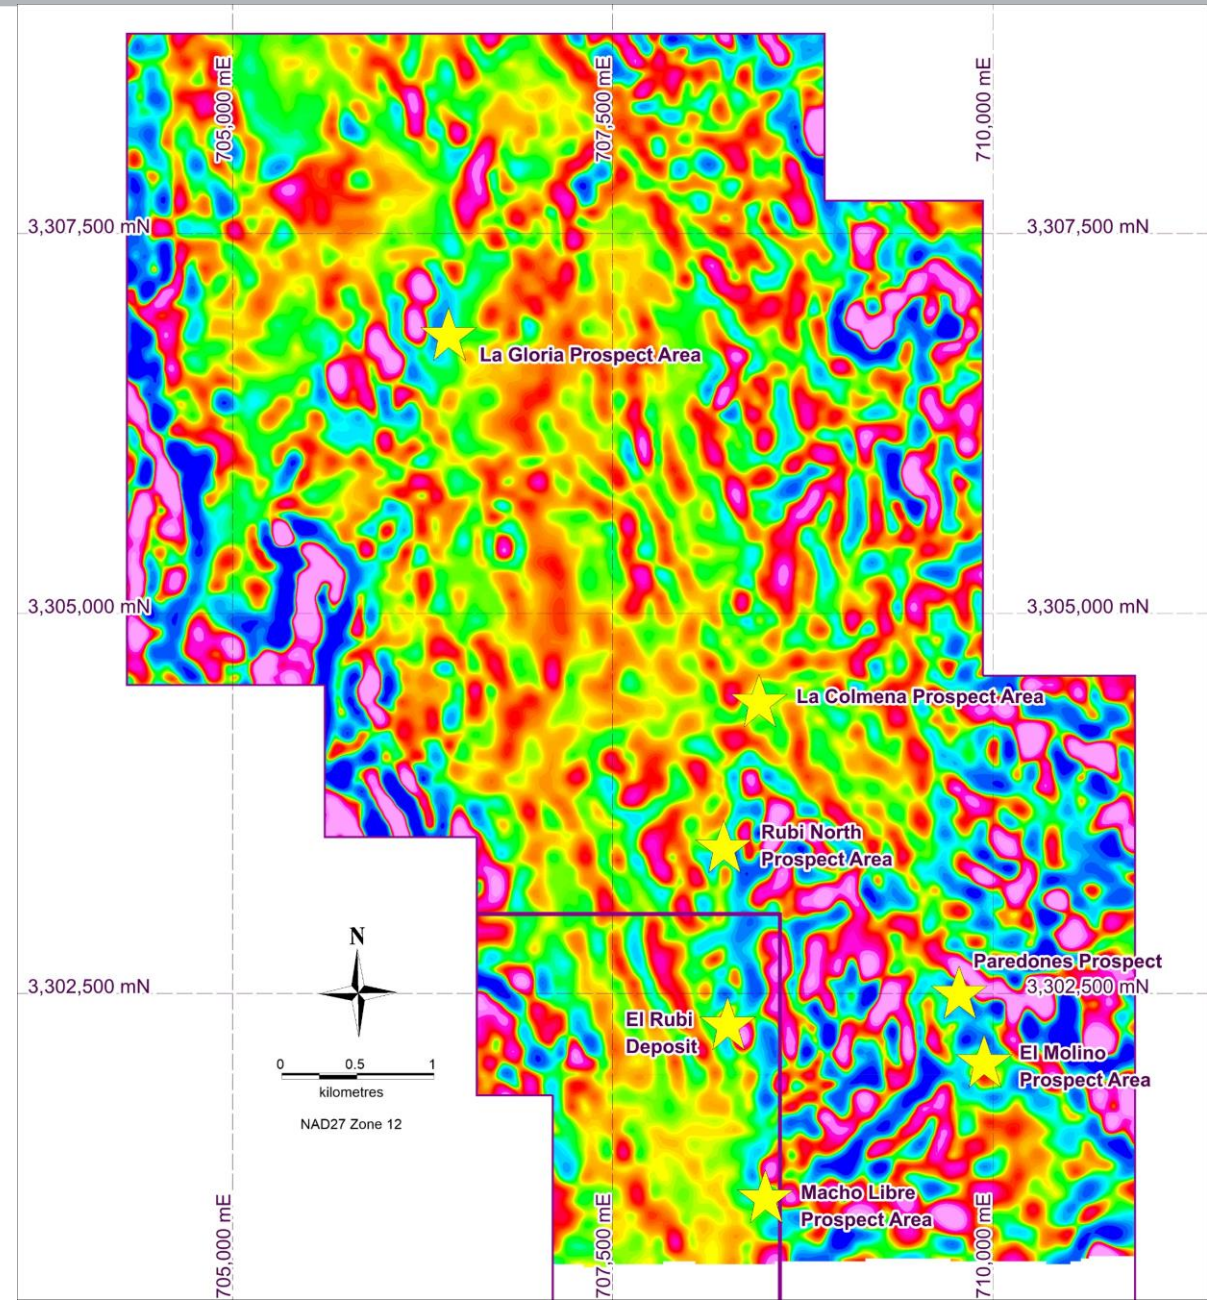 705,000 mE
707,500 mE
710,000 mE
3,307,500 mN
3,307,500 mN
La Gloria Prospect Area
3,305,000 mN
3,305,000 mN
La Colmena Prospect Area
Rubi North
Prospect Area
N
Paredones Prospect
3,302,500 mN
3,302,500 mN
El Rubi
Deposit
El Molino
Prospect Area
0 0.5 1
kilometres
NAD27 Zone 12
Macho Libre
Prospect Area
705,000 mE
707,500 mE
710,000 mE